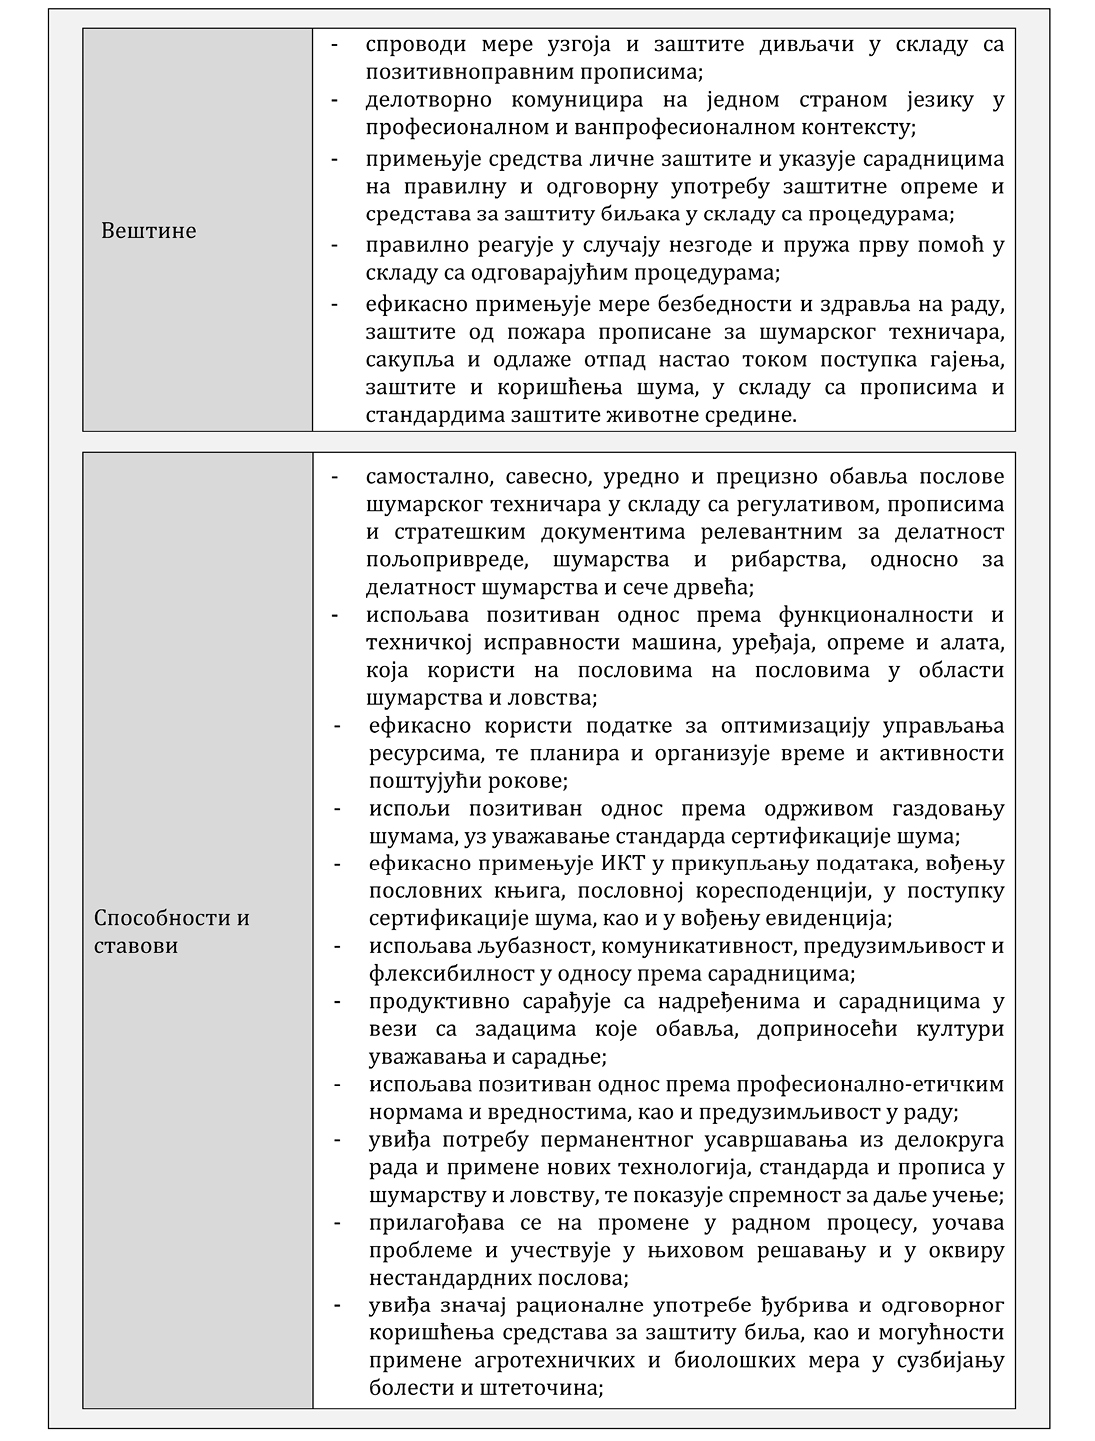 Вештине
- спроводи мере узгоја и заштите дивљачи у складу са
позитивноправним прописима;
- делотворно комуницира на једном страном језику у
професионалном и ванпрофесионалном контексту;
- примењује средства личне заштите и указује сарадницима
на правилну и одговорну употребу заштитне опреме и
средстава за заштиту биљака у складу са процедурама;
- правилно реагује у случају незгоде и пружа прву помоћ у
складу са одговарајућим процедурама;
- ефикасно примењује мере безбедности и здравља на раду,
заштите од пожара прописане за шумарског техничара,
сакупља и одлаже отпад настао током поступка гајења,
заштите и коришћења шума, у складу са прописима и
стандардима заштите животне средине.
Способности и
ставови
- самостално, савесно, уредно и прецизно обавља послове
шумарског техничара у складу са регулативом, прописима
и стратешким документима релевантним за делатност
пољопривреде, шумарства и рибарства, односно за
делатност шумарства и сече дрвећа;
- испољава позитиван однос према функционалности и
техничкој исправности машина, уређаја, опреме и алата,
која користи на пословима на пословима у области
шумарства и ловства;
- ефикасно користи податке за оптимизацију управљања
ресурсима, те планира и организује време и активности
поштујући рокове;
- испољи позитиван однос према одрживом газдовању
шумама, уз уважавање стандарда сертификације шума;
- ефикасно примењује ИКТ у прикупљању података, вођењу
пословних књига, пословној коресподенцији, у поступку
сертификације шума, као и у вођењу евиденција;
- испољава љубазност, комуникативност, предузимљивост и
флексибилност у односу према сарадницима;
- продуктивно сарађује са надређенима и сарадницима у
вези са задацима које обавља, доприносећи култури
уважавања и сарадње;
- испољава позитиван однос према професионално-етичким
нормама и вредностима, као и предузимљивост у раду;
- увиђа потребу перманентног усавршавања из делокруга
рада и примене нових технологија, стандарда и прописа у
шумарству и ловству, те показује спремност за даље учење;
- прилагођава се на промене у радном процесу, уочава
проблеме и учествује у њиховом решавању и у оквиру
нестандардних послова;
- увиђа значај рационалне употребе ђубрива и одговорног
коришћења средстава за заштиту биља, као и могућности
примене агротехничких и биолошких мера у сузбијању
болести и штеточина;